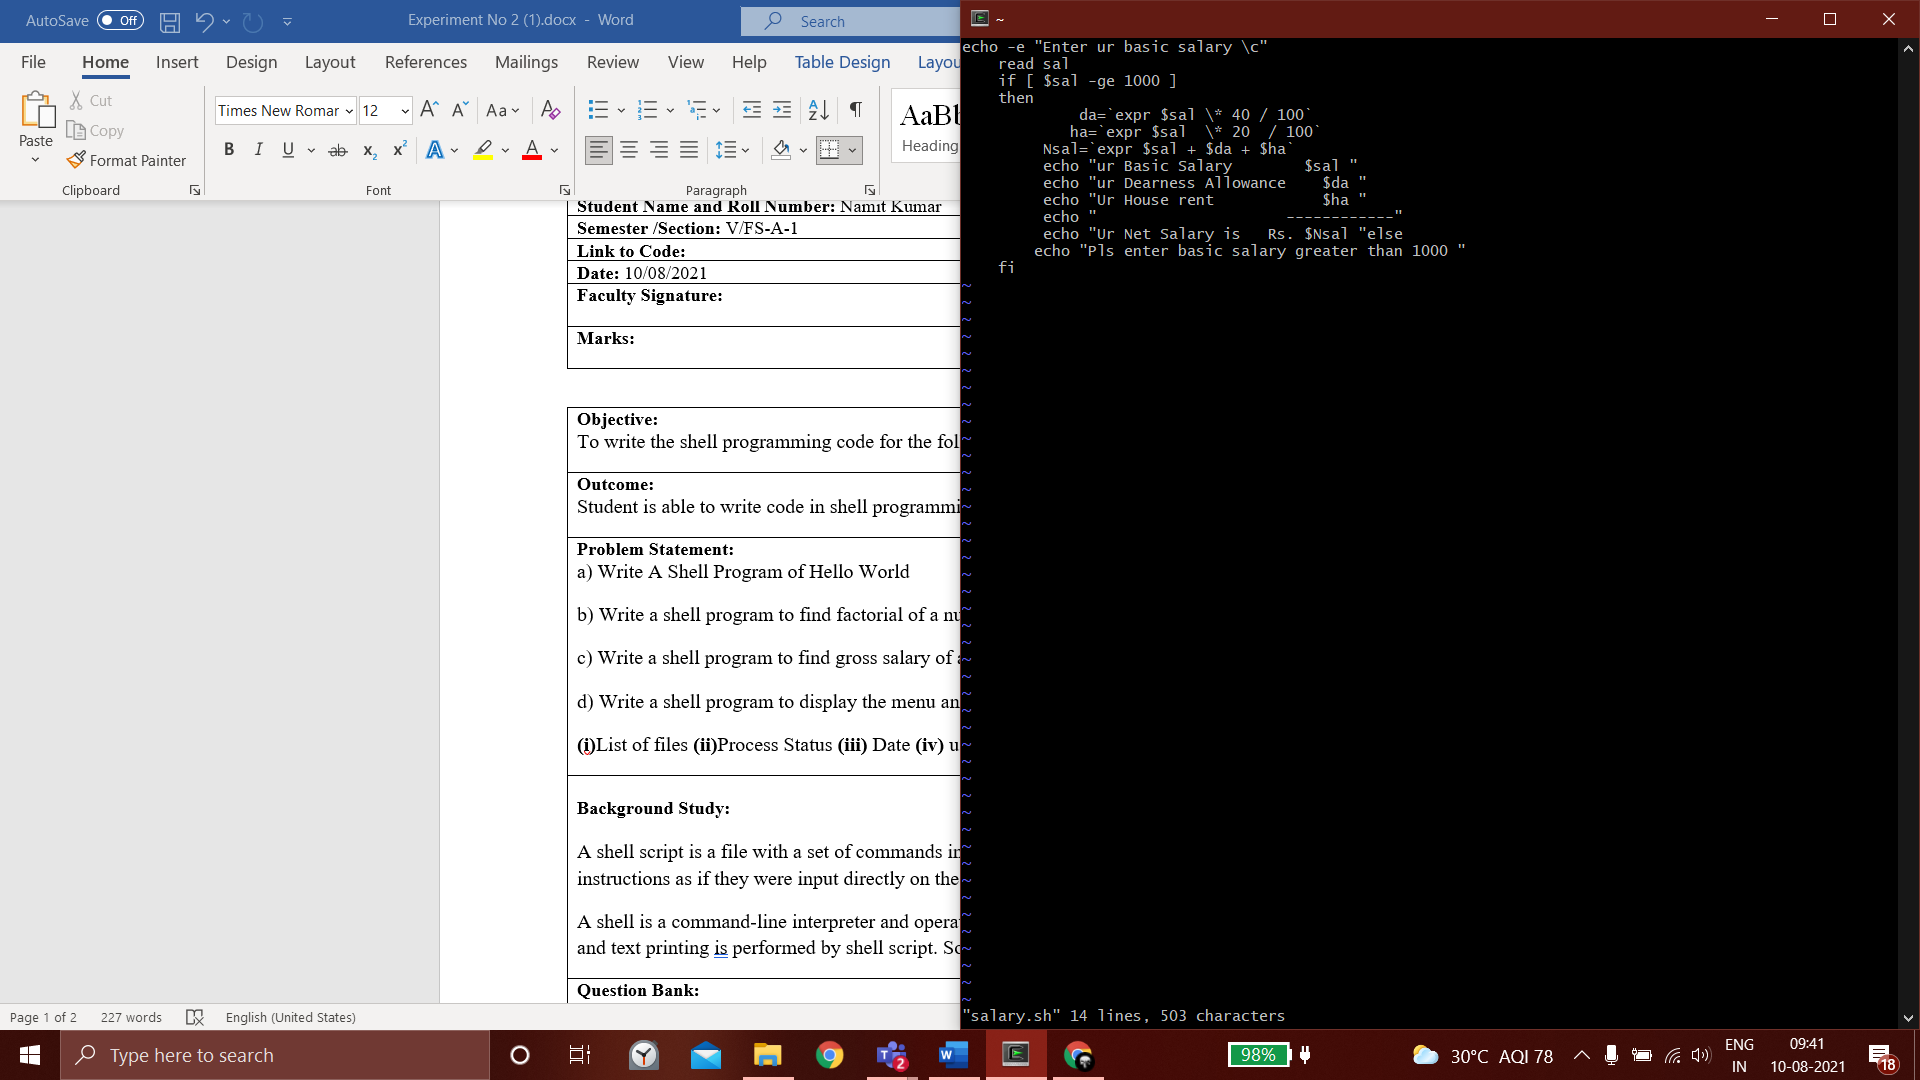 AutoSave Off Experiment No 2 (1).docx - Word Search
File Home Insert Design Layout References Mailings Review View Help Table Design Layou
Paste Cut
Copy
Format Painter
Clipboard
Times New Romar 12 A A Aa A
B I U ab x2 x2 A A
Font
Paragraph
AaBb
Heading
Student Name and Roll Number: Namit Kumar
Semester /Section: V/FS-A-1
Link to Code:
Date: 10/08/2021
Faculty Signature:
Marks:
Objective:
To write the shell programming code for the fol
Outcome:
Student is able to write code in shell programmi
Problem Statement:
a) Write A Shell Program of Hello World
b) Write a shell program to find factorial of a nu
c) Write a shell program to find gross salary of a
d) Write a shell program to display the menu an
(i)List of files (ii)Process Status (iii) Date (iv) u
Background Study:
A shell script is a file with a set of commands in
instructions as if they were input directly on the
A shell is a command-line interpreter and opera
and text printing is performed by shell script. Sc
Question Bank:
Page 1 of 2 227 words English (United States)
~
echo -e "Enter ur basic salary \c"
read sal
if [ $sal -ge 1000 ]
then
da=`expr $sal \* 40 / 100`
ha=`expr $sal  \* 20  / 100`
Nsal=`expr $sal + $da + $ha`
echo "ur Basic Salary        $sal "
echo "ur Dearness Allowance    $da "
echo "Ur House rent            $ha "
echo "                     ------------"
echo "Ur Net Salary is   Rs. $Nsal "else
echo "Pls enter basic salary greater than 1000 "
fi
"salary.sh" 14 lines, 503 characters
Type here to search 2 98% 30°C AQI 78 ENG IN 09:41 10-08-2021 18